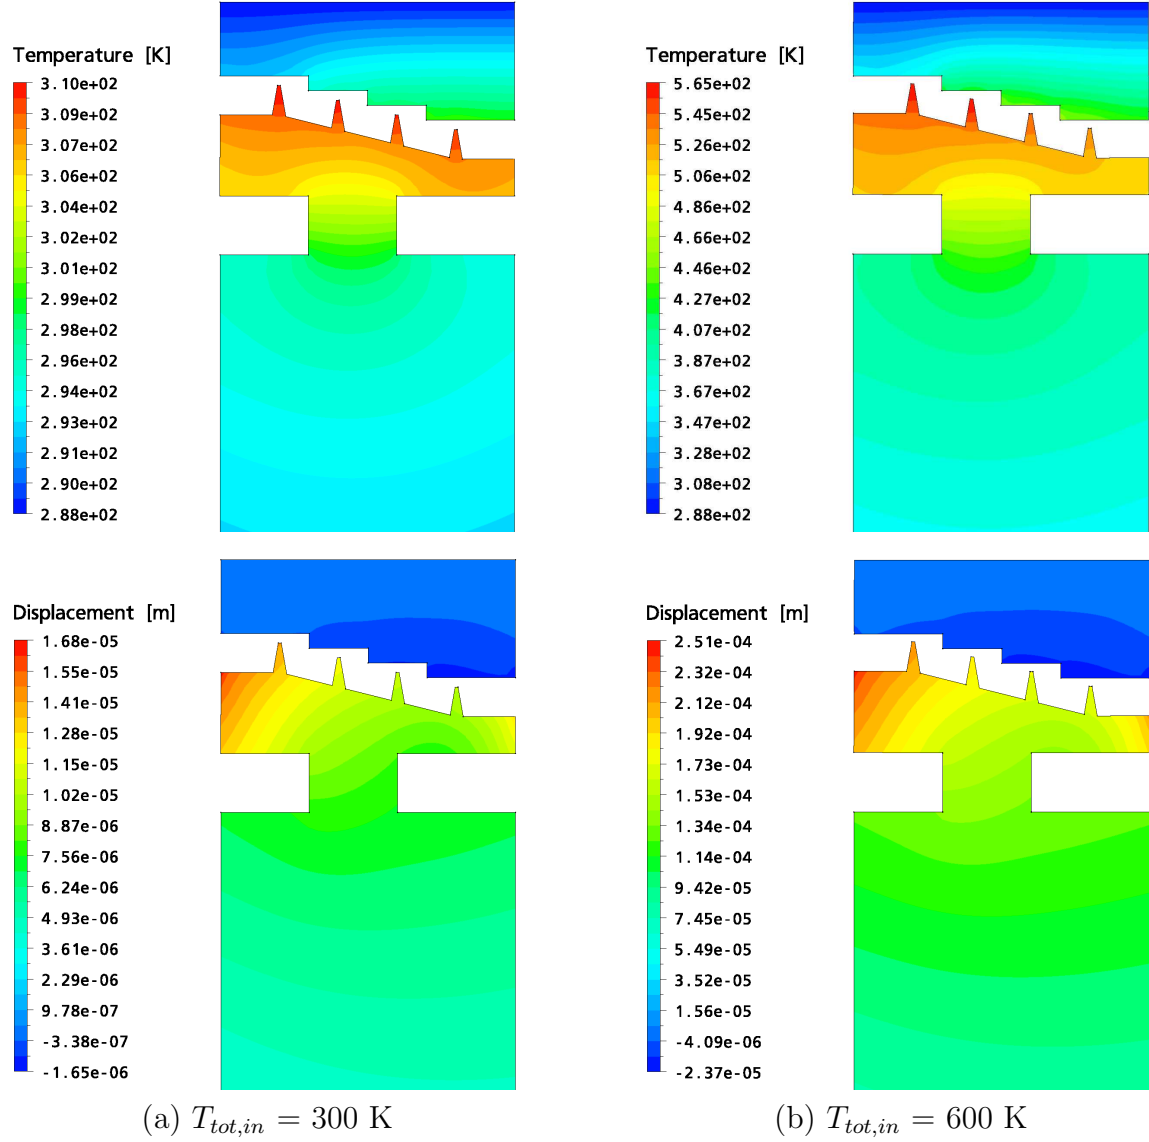 Temperature [K]
3.10e+02
3.09e+02
3.07e+02
3.06e+02
3.04e+02
3.02e+02
3.01e+02
2.99e+02
2.98e+02
2.96e+02
2.94e+02
2.93e+02
2.91e+02
2.90e+02
2.88e+02
Temperature [K]
5.65e+02
5.45e+02
5.26e+02
5.06e+02
4.86e+02
4.66e+02
4.46e+02
4.27e+02
4.07e+02
3.87e+02
3.67e+02
3.47e+02
3.28e+02
3.08e+02
2.88e+02
Displacement [m]
1.68e-05
1.55e-05
1.41e-05
1.28e-05
1.15e-05
1.02e-05
8.87e-06
7.56e-06
6.24e-06
4.93e-06
3.61e-06
2.29e-06
9.78e-07
-3.38e-07
-1.65e-06
Displacement [m]
2.51e-04
2.32e-04
2.12e-04
1.92e-04
1.73e-04
1.53e-04
1.34e-04
1.14e-04
9.42e-05
7.45e-05
5.49e-05
3.52e-05
1.56e-05
-4.09e-06
-2.37e-05
(a) T_{tot,in} = 300 K
(b) T_{tot,in} = 600 K